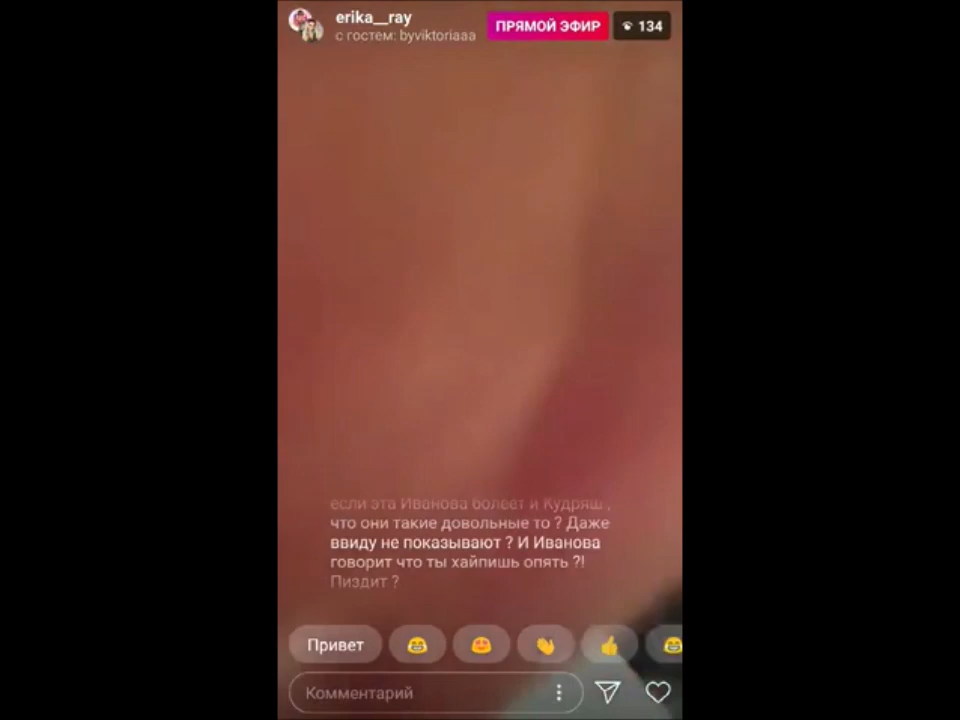 erika__ray
с гостем: byviktoriaaa
ПРЯМОЙ ЭФИР
134
если эта Иванова болеет и Кудряш ,
что они такие довольные то ? Даже
ввиду не показывают ? И Иванова
говорит что ты хайпишь опять ?!
Пиздит ?
Привет
Комментарий